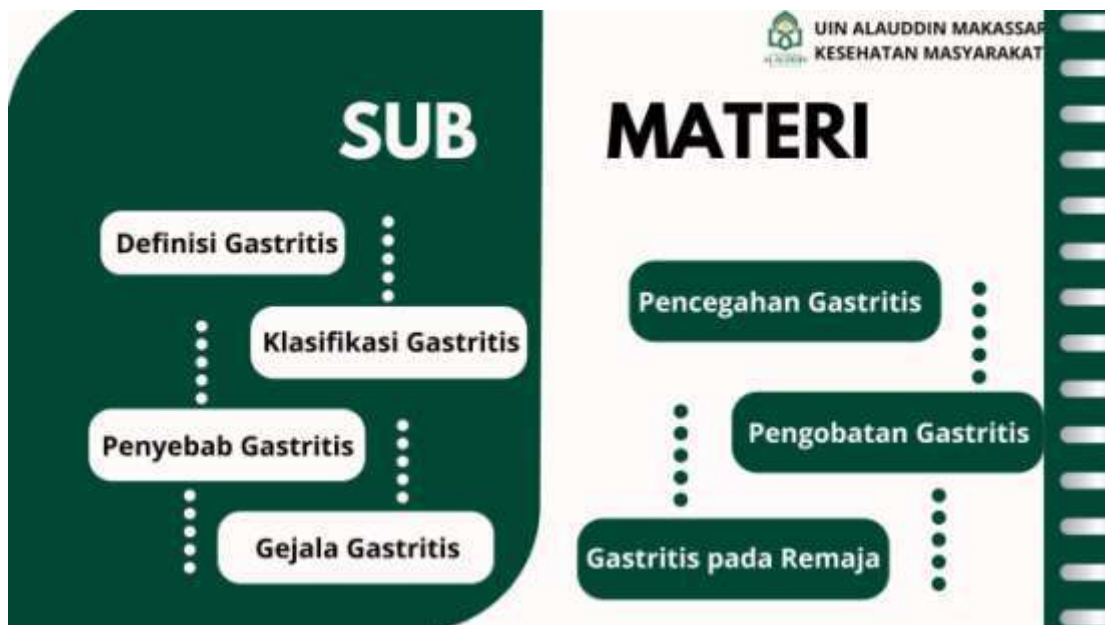 UIN ALAUDDIN MAKASSAR
KESEHATAN MASYARAKAT
SUB MATERI
Definisi Gastritis
Klasifikasi Gastritis
Penyebab Gastritis
Gejala Gastritis
Pencegahan Gastritis
Pengobatan Gastritis
Gastritis pada Remaja